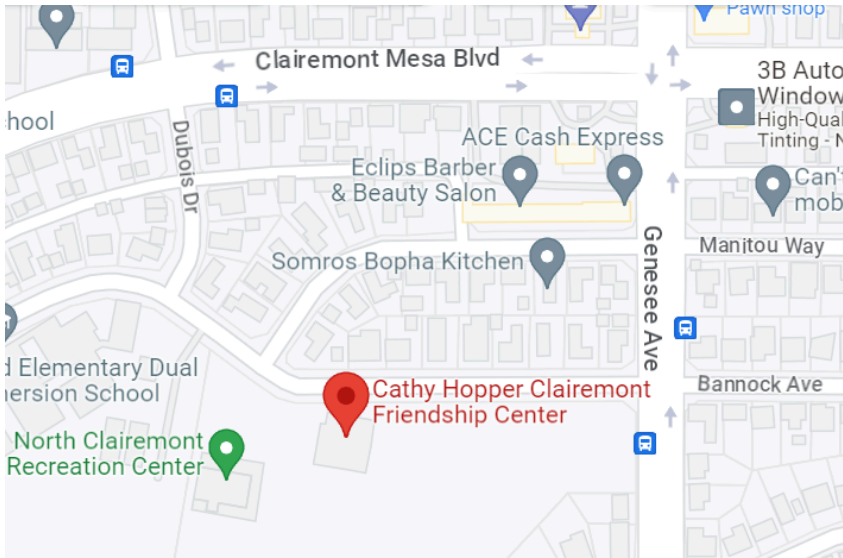 Pawn shop
Clairemont Mesa Blvd
3B Auto
Window
High-Qual
Tinting - N
hool
Dubois Dr
ACE Cash Express
Eclips Barber
& Beauty Salon
Can't
mob
Genesee Ave
Manitou Way
Somros Bopha Kitchen
d Elementary Dual
nersion School
Cathy Hopper Clairemont
Friendship Center
Bannock Ave
North Clairemont
Recreation Center